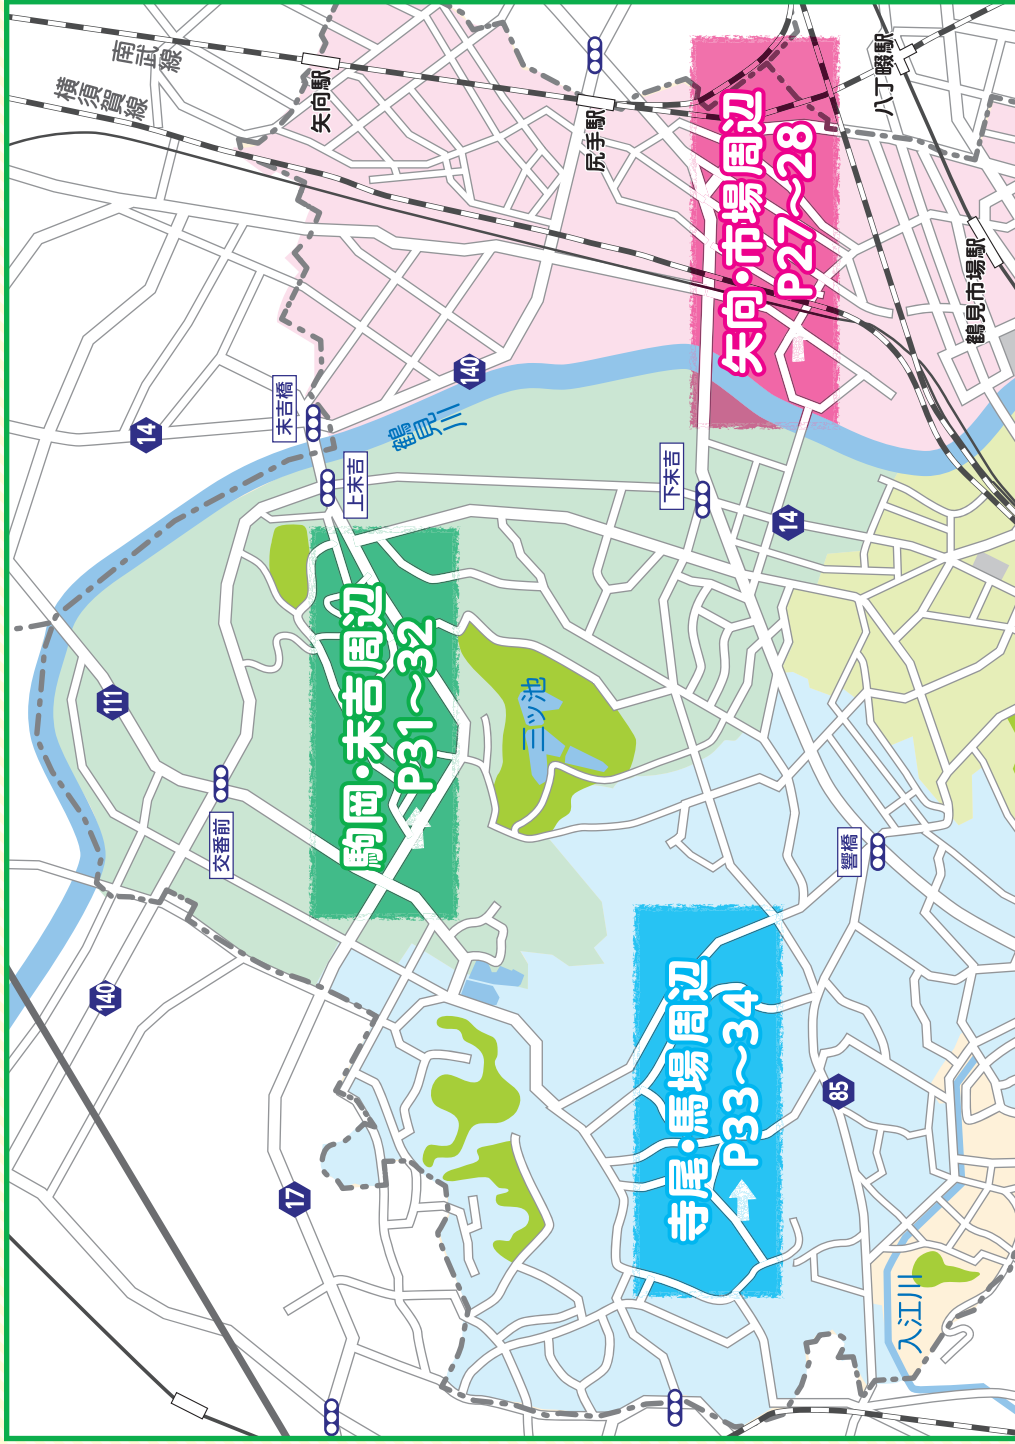 南武線
横須賀線
矢向駅
尻手駅
八丁畷駅
鶴見市場駅
矢向・市場周辺
P27～28
14
末吉橋
140
鶴見川
上末吉
下末吉
14
駒岡・末吉周辺
P31～32
111
三ツ池
交番前
響橋
140
寺尾・馬場周辺
P33～34
85
17
入江川